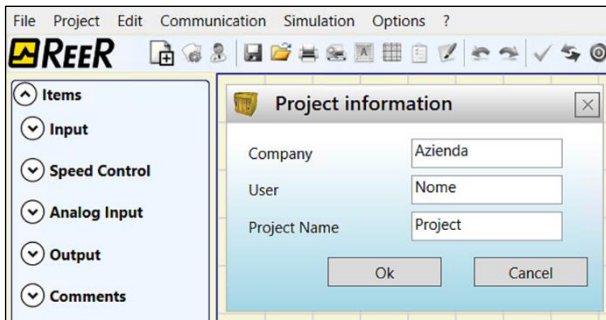 File Project Edit Communication Simulation Options ?
REER
Items
Input
Speed Control
Analog Input
Output
Comments
Project information
Company Azienda
User Nome
Project Name Project
Ok Cancel